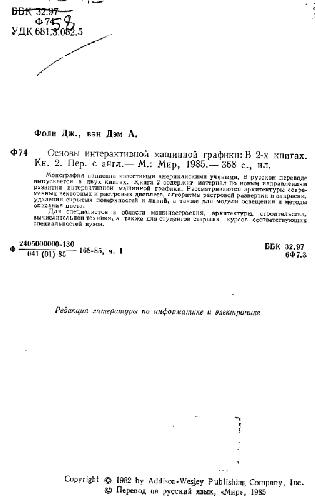 ББК 32.97
Ф 75
УДК 681.3.062.5
Фоли Дж., вэн Дэм А.
Ф74 Основы интерактивной машинной графики: В 2-х книгах.
Кн. 2. Пер. с англ.— М.: Мир, 1985.— 368 с., ил.
Монография написана известными американскими учеными. В русском переводе
выпускается в двух книгах. Книга 2 содержит материал по новым направлениям
развития интерактивной машинной графики. Рассматриваются архитектуры
векторных и растровых дисплеев, алгоритмы растровой развертки и закраски,
удаления скрытых поверхностей и линий, а также модели освещения и методы
описания цвета.
Для специалистов в области машиностроения, архитектуры, строительства,
вычислительной техники, а также для студентов старших курсов соответствующих
специальностей вузов.
Ф 2405000000-130
041 (01) 85 — 108-85, ч. 1
ББК 32.97
6Ф7.3
Редакция литературы по информатике и электронике
Copyright © 1982 by Addison-Wesley Publishing Company, Inc.
© Перевод на русский язык, «Мир», 1985